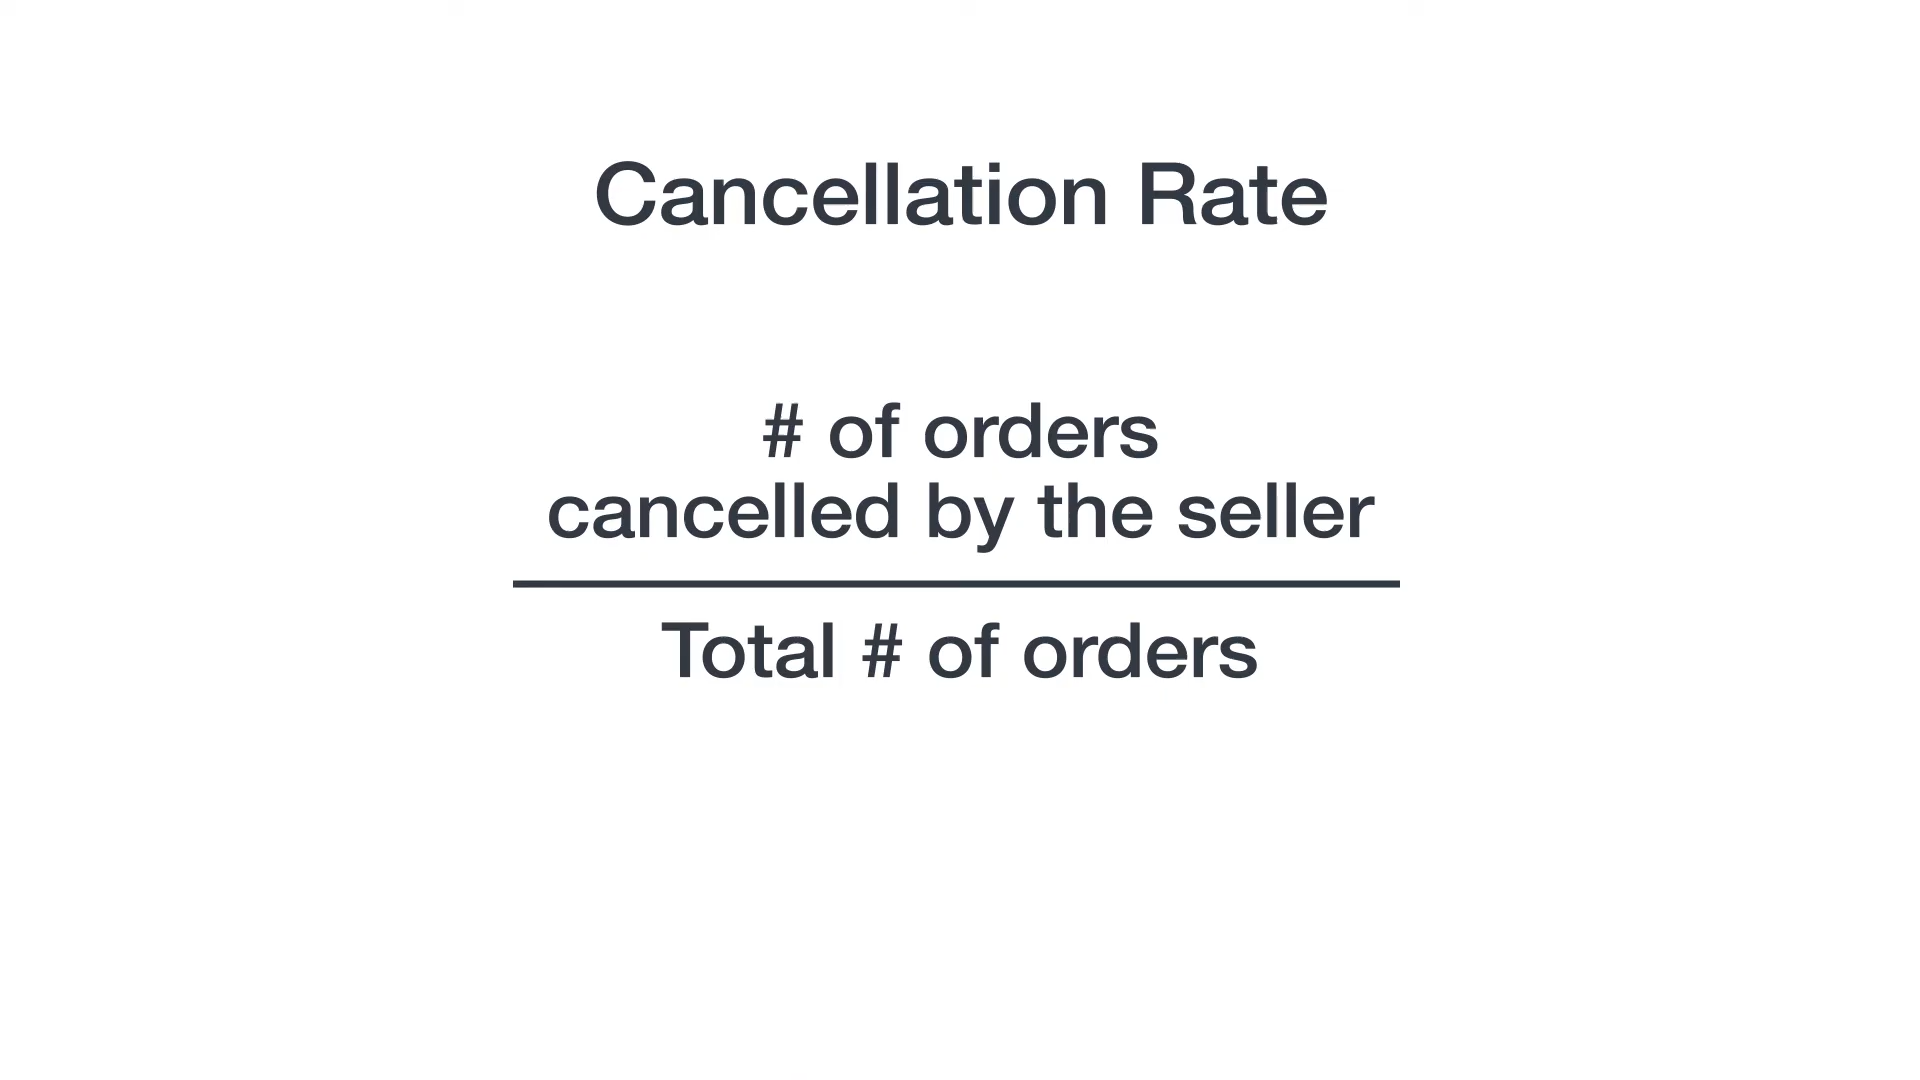 Cancellation Rate
# of orders
cancelled by the seller
Total # of orders